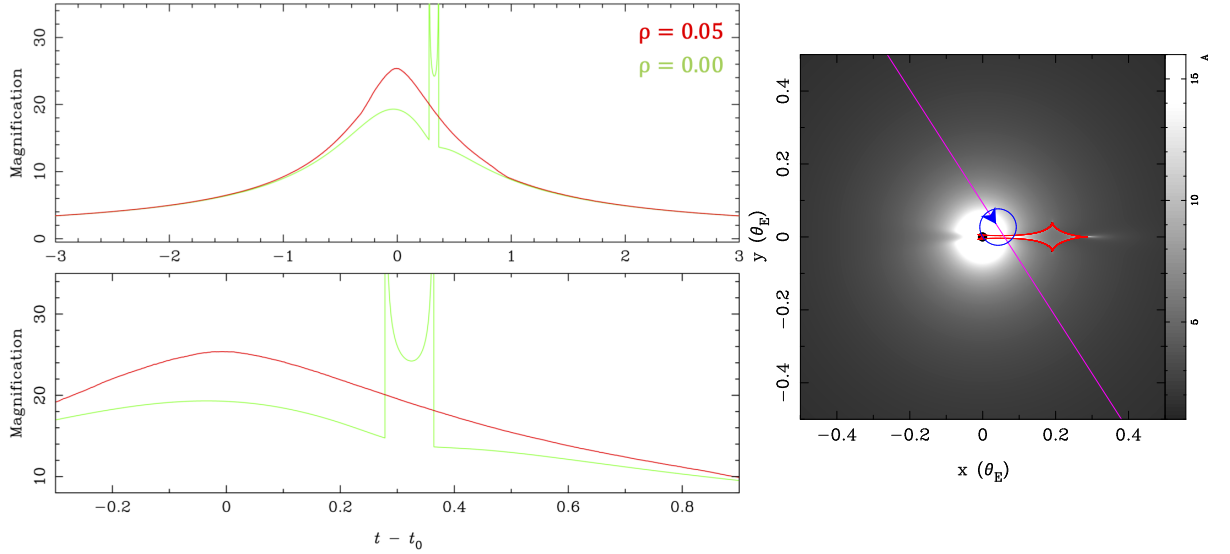 Magnification
30
20
10
0
ρ = 0.05
ρ = 0.00
−3 −2 −1 0 1 2 3
Magnification
30
20
10
−0.2 0 0.2 0.4 0.6 0.8
t − t0
y (θE)
0.4
0.2
0
−0.2
−0.4
−0.4 −0.2 0 0.2 0.4
x (θE)
A
15
10
5